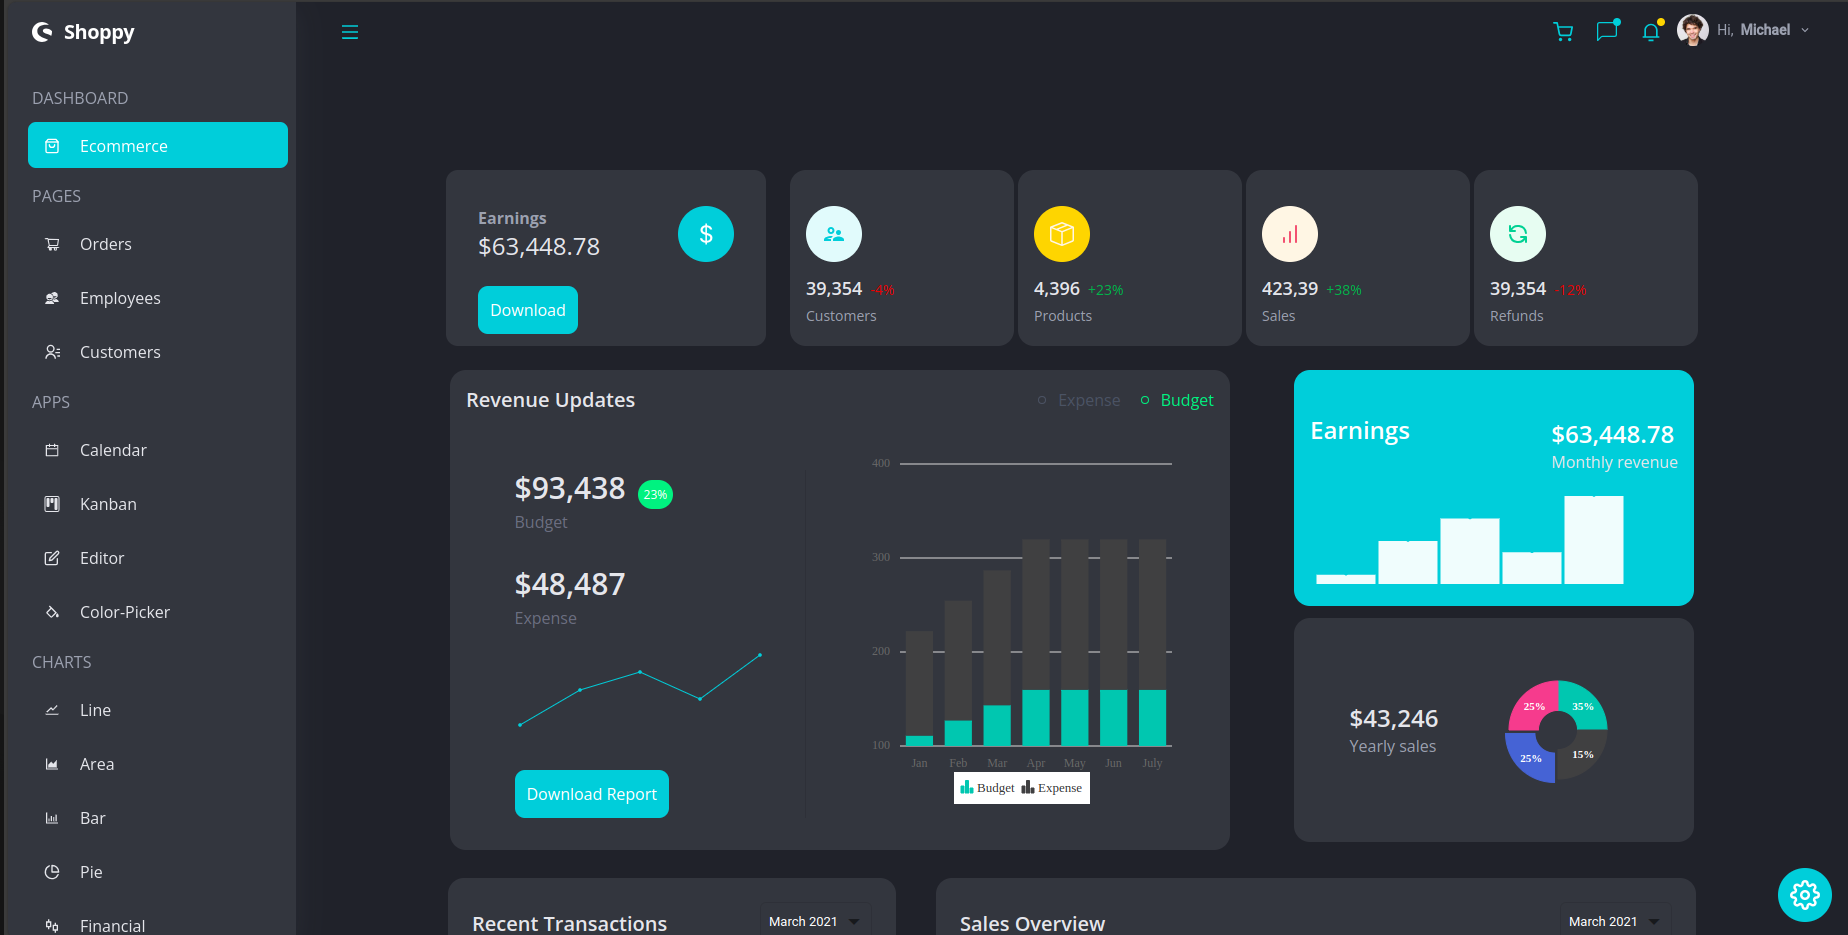 Shoppy
Hi, Michael
DASHBOARD
Ecommerce
PAGES
Orders
Employees
Customers
APPS
Calendar
Kanban
Editor
Color-Picker
CHARTS
Line
Area
Bar
Pie
Financial
Earnings
$63,448.78
$
Download
39,354 -4%
Customers
4,396 +23%
Products
423,39 +38%
Sales
39,354 -12%
Refunds
Revenue Updates
Expense Budget
$93,438 23%
Budget
$48,487
Expense
Download Report
400
300
200
100
Jan Feb Mar Apr May Jun July
Budget Expense
Earnings
$63,448.78
Monthly revenue
$43,246
Yearly sales
25% 35%
25% 15%
Recent Transactions March 2021
Sales Overview March 2021